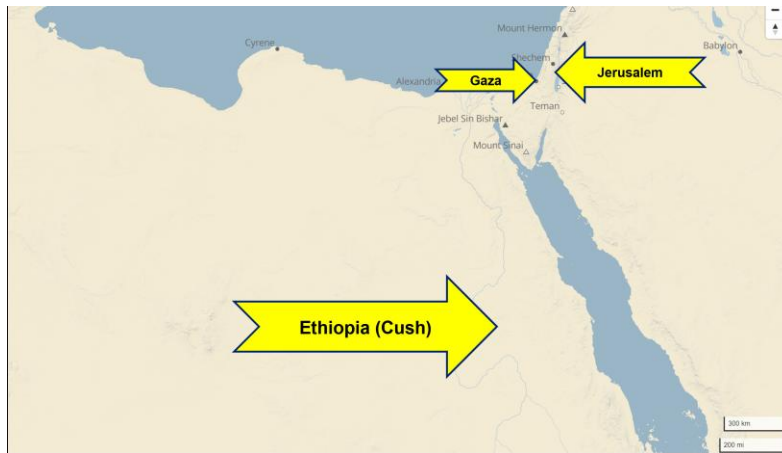 Mount Hermon
Cyrene
Babylon
Shechem
Jerusalem
Gaza
Alexandria
Teman
Jebel Sin Bishar
Mount Sinai
Ethiopia (Cush)
300 km
200 mi